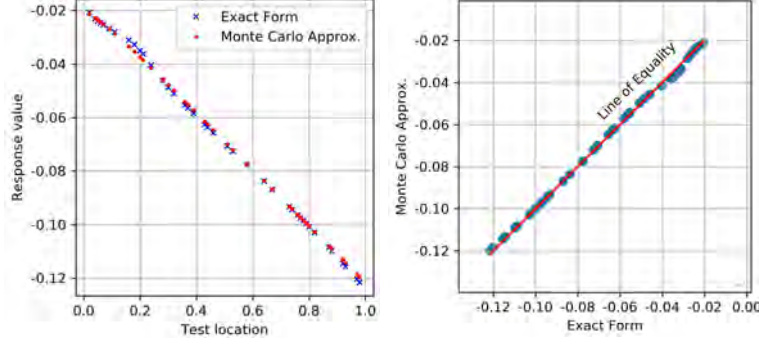 Exact Form
Monte Carlo Approx.
Response value
-0.02
-0.04
-0.06
-0.08
-0.10
-0.12
0.0 0.2 0.4 0.6 0.8 1.0
Test location
Line of Equality
Monte Carlo Approx.
-0.02
-0.04
-0.06
-0.08
-0.10
-0.12
-0.12 -0.10 -0.08 -0.06 -0.04 -0.02 0.00
Exact Form